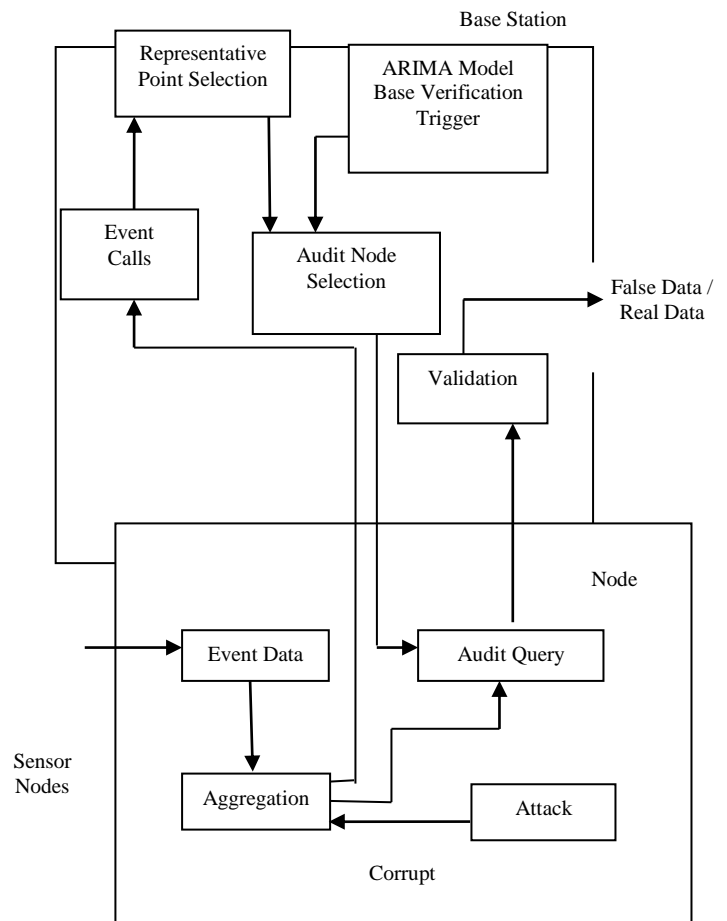 Base Station
Representative
Point Selection
ARIMA Model
Base Verification
Trigger
Event
Calls
Audit Node
Selection
False Data /
Real Data
Validation
Node
Event Data
Audit Query
Sensor
Nodes
Aggregation
Attack
Corrupt